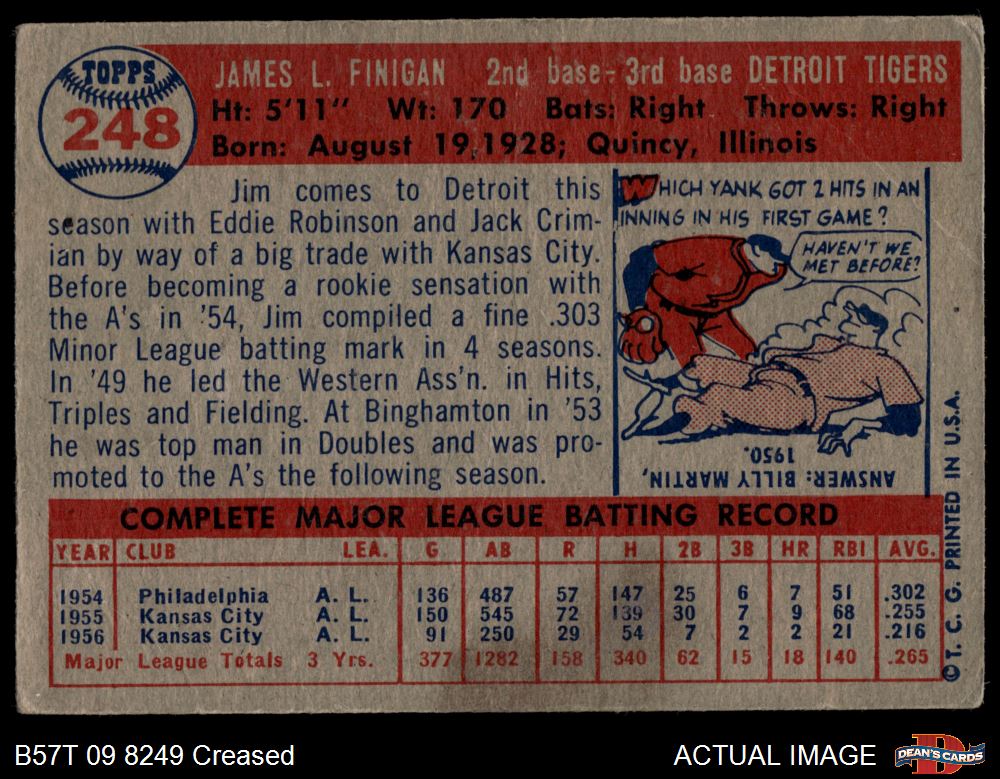 TOPPS
248
JAMES L. FINIGAN 2nd base-3rd base DETROIT TIGERS
Ht: 5'11" Wt: 170 Bats: Right Throws: Right
Born: August 19, 1928; Quincy, Illinois
Jim comes to Detroit this
season with Eddie Robinson and Jack Crim-
ian by way of a big trade with Kansas City.
Before becoming a rookie sensation with
the A's in '54, Jim compiled a fine .303
Minor League batting mark in 4 seasons.
In '49 he led the Western Ass'n. in Hits,
Triples and Fielding. At Binghamton in '53
he was top man in Doubles and was pro-
moted to the A's the following season.
WHICH YANK GOT 2 HITS IN AN
INNING IN HIS FIRST GAME?
HAVEN'T WE
MET BEFORE?
ANSWER: BILLY MARTIN,
1950.
COMPLETE MAJOR LEAGUE BATTING RECORD
YEAR CLUB LEA. G AB R H 2B 3B HR RBI AVG.
1954 Philadelphia A. L. 136 487 57 147 25 6 7 51 .302
1955 Kansas City A. L. 150 545 72 139 30 7 9 68 .255
1956 Kansas City A. L. 91 250 29 54 7 2 2 21 .216
Major League Totals 3 Yrs. 377 1282 158 340 62 15 18 140 .265
©T. C. G. PRINTED IN U.S.A.
B57T 09 8249 Creased
ACTUAL IMAGE
DEAN'S CARDS